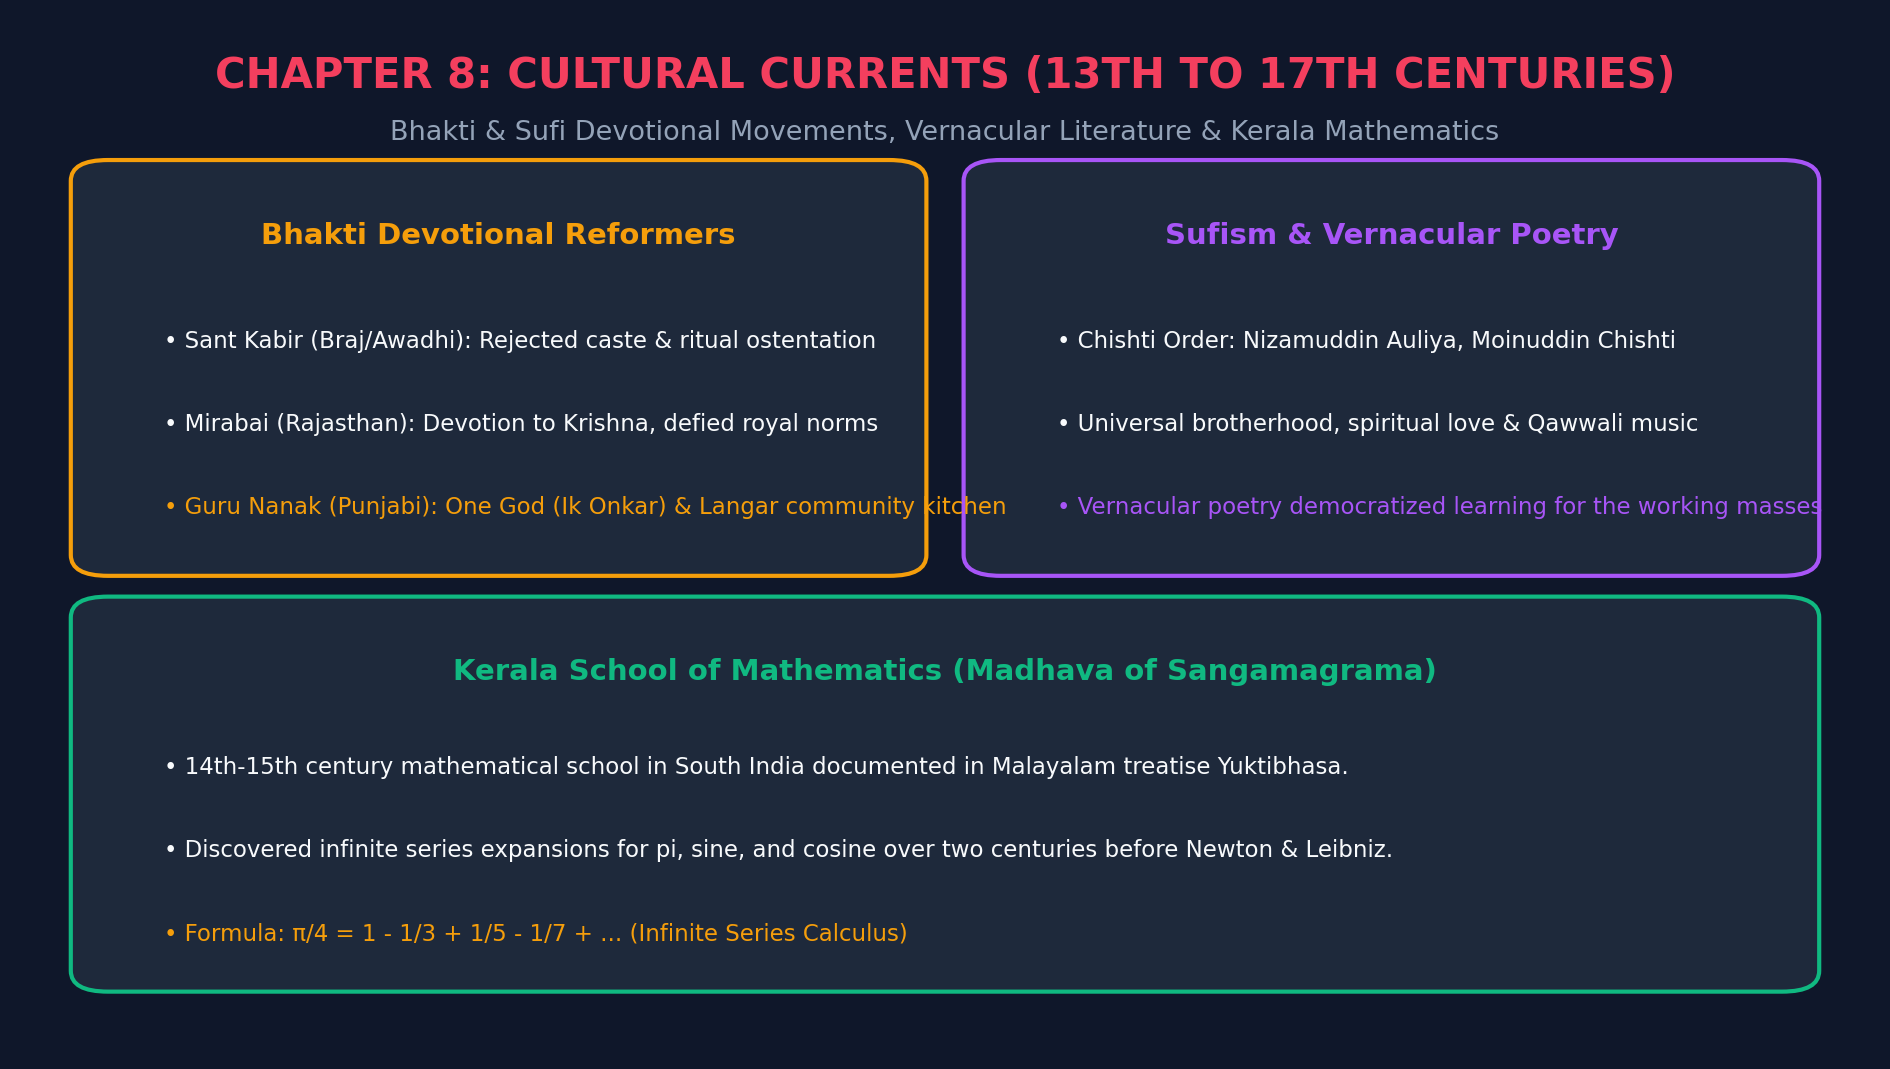 CHAPTER 8: CULTURAL CURRENTS (13TH TO 17TH CENTURIES)
Bhakti & Sufi Devotional Movements, Vernacular Literature & Kerala Mathematics
Bhakti Devotional Reformers
• Sant Kabir (Braj/Awadhi): Rejected caste & ritual ostentation
• Mirabai (Rajasthan): Devotion to Krishna, defied royal norms
• Guru Nanak (Punjabi): One God (Ik Onkar) & Langar community kitchen
Sufism & Vernacular Poetry
• Chishti Order: Nizamuddin Auliya, Moinuddin Chishti
• Universal brotherhood, spiritual love & Qawwali music
• Vernacular poetry democratized learning for the working masses
Kerala School of Mathematics (Madhava of Sangamagrama)
• 14th-15th century mathematical school in South India documented in Malayalam treatise Yuktibhasa.
• Discovered infinite series expansions for pi, sine, and cosine over two centuries before Newton & Leibniz.
• Formula: π/4 = 1 - 1/3 + 1/5 - 1/7 + ... (Infinite Series Calculus)